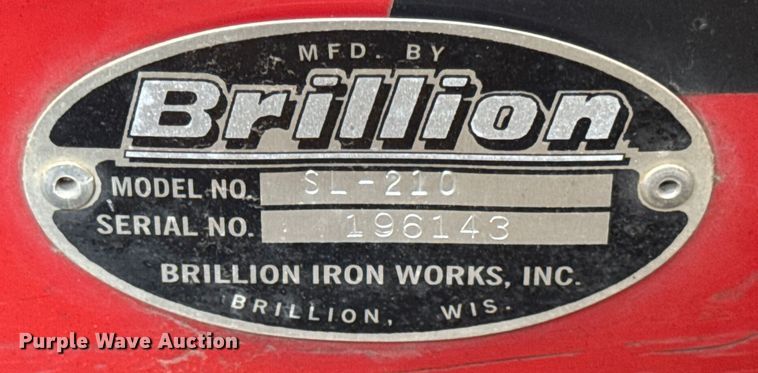 MFD. BY
Brillion
MODEL NO. SL-210
SERIAL NO. 196143
BRILLION IRON WORKS, INC.
BRILLION, WIS.
Purple Wave Auction